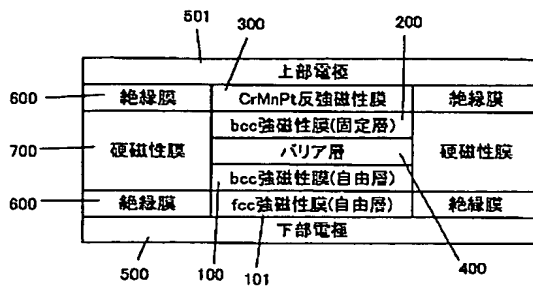 501
300
200
上部電極
600
絶縁膜
CrMnPt反強磁性膜
絶縁膜
bcc強磁性膜(固定層)
700
硬磁性膜
バリア層
硬磁性膜
bcc強磁性膜(自由層)
600
絶縁膜
fcc強磁性膜(自由層)
絶縁膜
下部電極
500
100
101
400